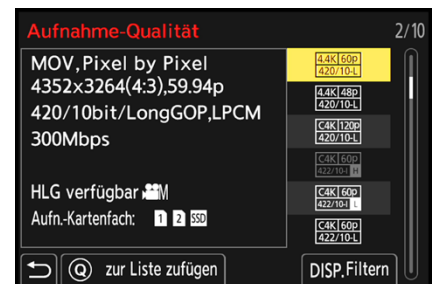 Aufnahme-Qualität 2/10
MOV,Pixel by Pixel
4352x3264(4:3),59.94p
420/10bit/LongGOP,LPCM
300Mbps
HLG verfügbar M
Aufn.-Kartenfach: 1 2 SSD
4.4K 60p
420/10-L
4.4K 48p
420/10-L
C4K 120p
420/10-L
C4K 60p
422/10-I H
C4K 60p
422/10-I L
C4K 60p
422/10-L
Q zur Liste zufügen DISP.Filtern